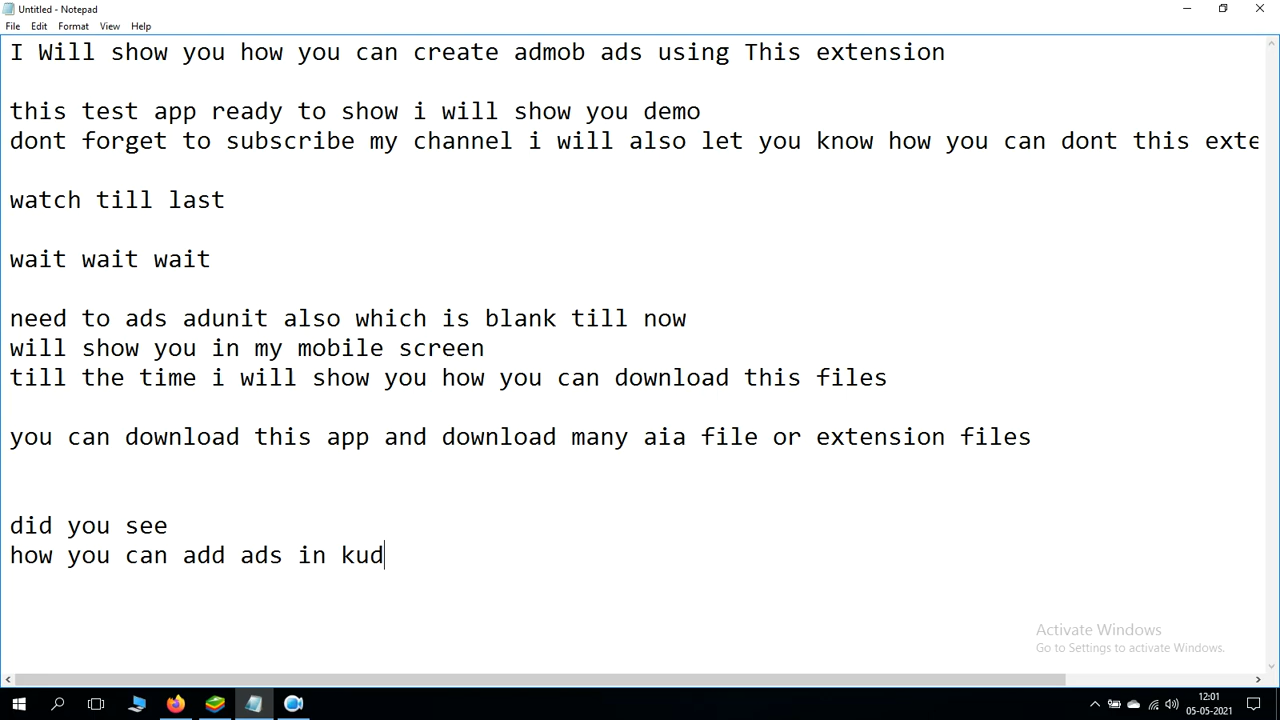 Untitled - Notepad
File Edit Format View Help
I Will show you how you can create admob ads using This extension
this test app ready to show i will show you demo
dont forget to subscribe my channel i will also let you know how you can dont this exte
watch till last
wait wait wait
need to ads adunit also which is blank till now
will show you in my mobile screen
till the time i will show you how you can download this files
you can download this app and download many aia file or extension files
did you see
how you can add ads in kud
Activate Windows
Go to Settings to activate Windows.
12:01
05-05-2021